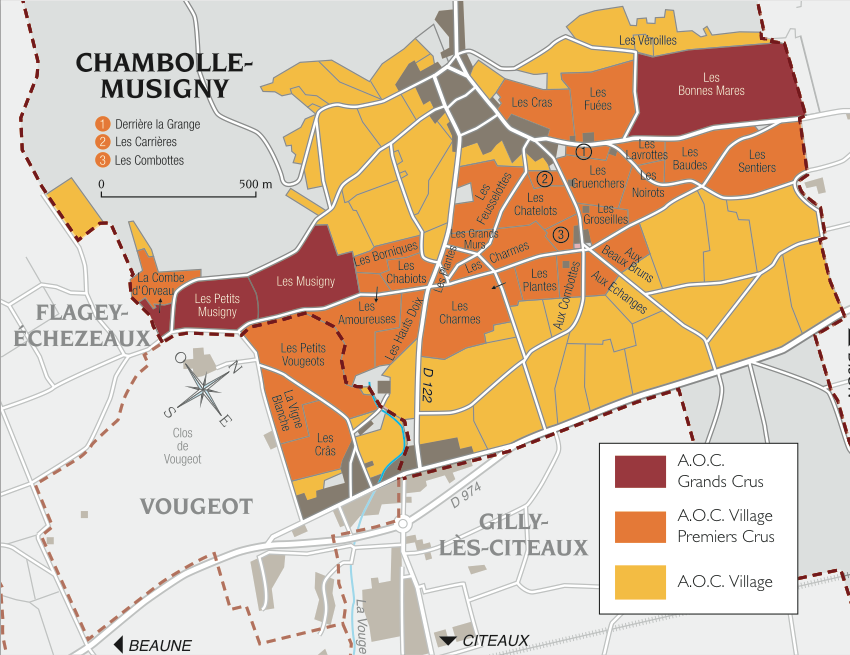 CHAMBOLLE-
MUSIGNY
1 Derrière la Grange
2 Les Carrières
3 Les Combottes
0 500 m
Les Véroilles
Les
Bonnes Mares
Les
Fuées
Les Cras
1
Les
Lavrottes
Les
Baudes
Les
Sentiers
Les
Gruenchers
Les
Noirots
2
Les
Feusselottes
Les
Chatelots
Les
Groseilles
3
Les Grands
Murs
Les Borniques
Les
Chabiots
Les Plantes
Les Charmes
Aux
Beaux Bruns
Les
Plantes
Aux Combottes
Aux Echanges
La Combe
d'Orveau
Les Petits
Musigny
Les Musigny
Les
Amoureuses
Les Hauts Doix
Les
Charmes
FLAGEY-
ÉCHEZEAUX
Les Petits
Vougeots
O
N
S
E
La Vigne
Blanche
D 122
Clos
de
Vougeot
Les
Crâs
VOUGEOT
D 974
GILLY-
LÈS-CITEAUX
A.O.C.
Grands Crus
A.O.C. Village
Premiers Crus
A.O.C. Village
La Vouge
BEAUNE
CITEAUX